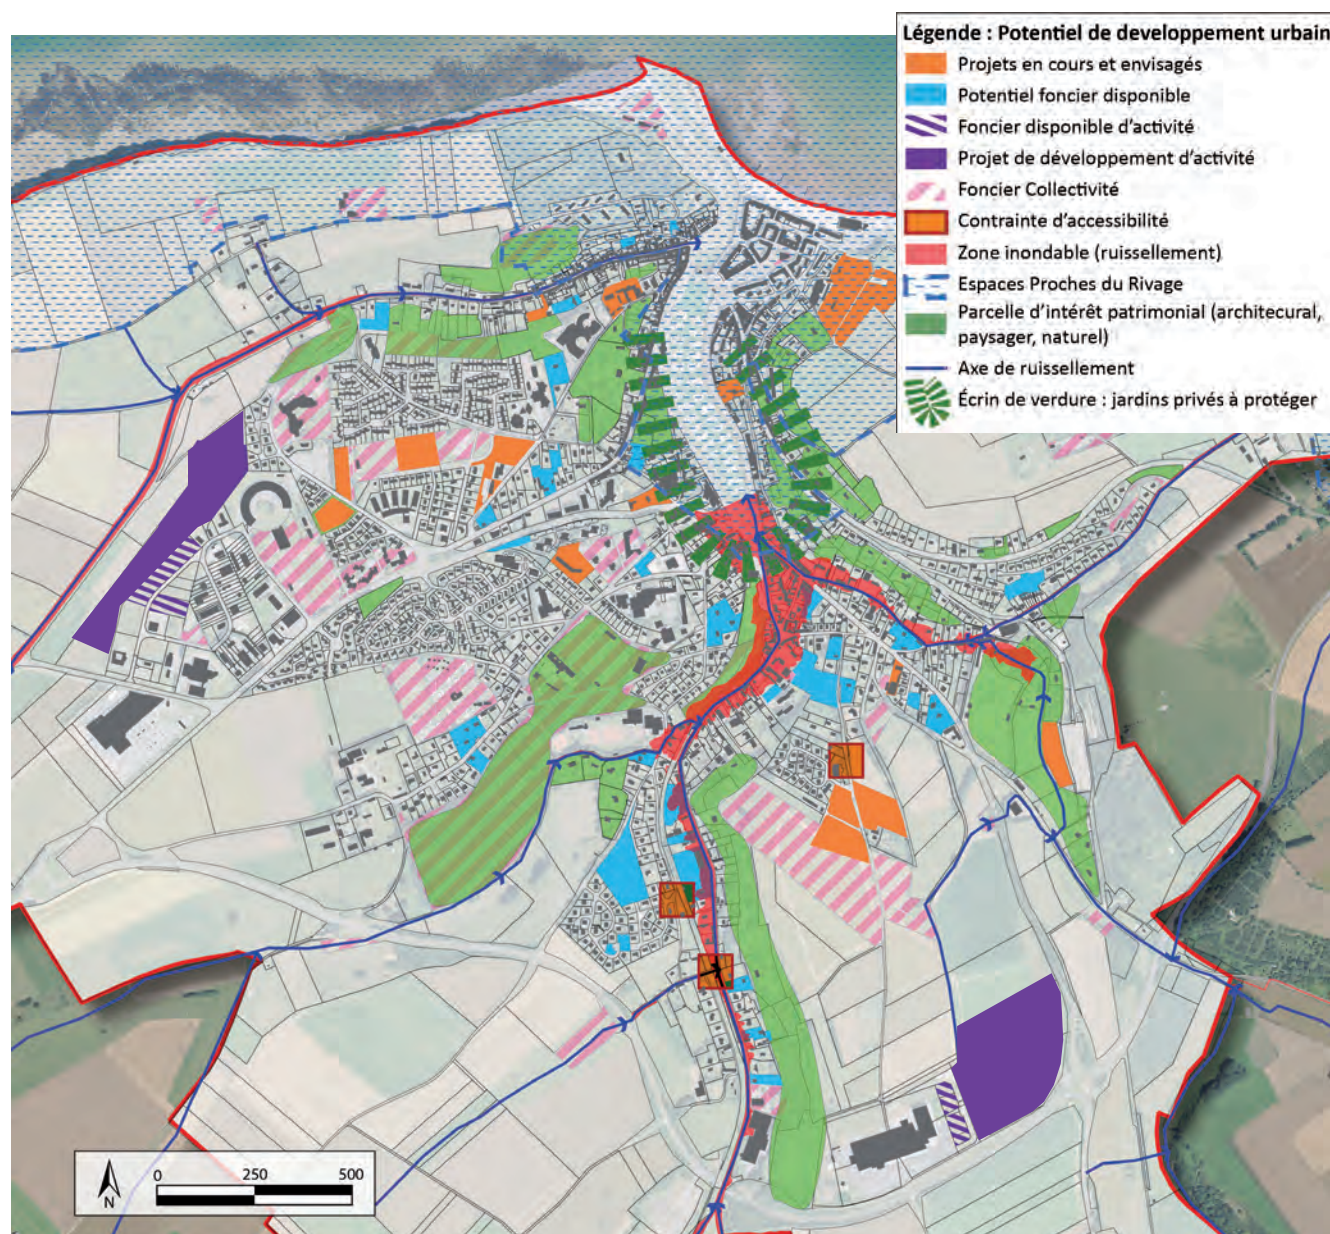 Légende : Potentiel de developpement urbain
Projets en cours et envisagés
Potentiel foncier disponible
Foncier disponible d'activité
Projet de développement d'activité
Foncier Collectivité
Contrainte d'accessibilité
Zone inondable (ruissellement)
Espaces Proches du Rivage
Parcelle d'intérêt patrimonial (architecural,
paysager, naturel)
Axe de ruissellement
Écrin de verdure : jardins privés à protéger
0 250 500
N